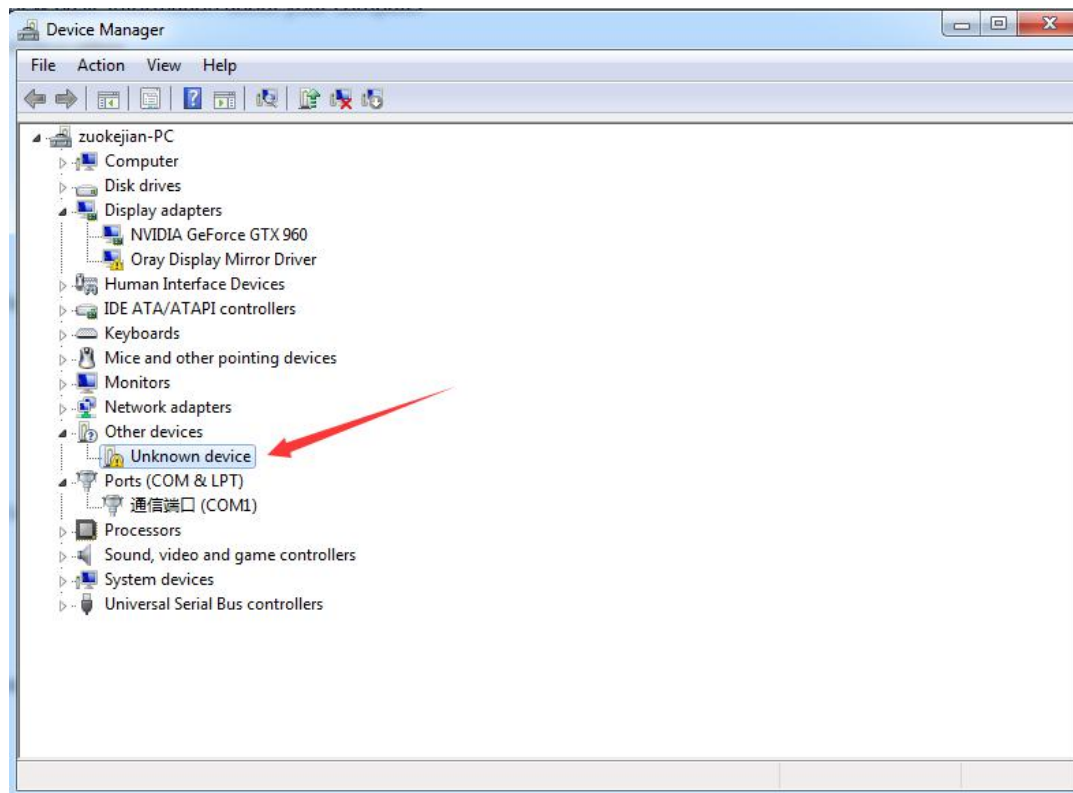 Device Manager
File Action View Help
zuokejian-PC
Computer
Disk drives
Display adapters
NVIDIA GeForce GTX 960
Oray Display Mirror Driver
Human Interface Devices
IDE ATA/ATAPI controllers
Keyboards
Mice and other pointing devices
Monitors
Network adapters
Other devices
Unknown device
Ports (COM & LPT)
通信端口 (COM1)
Processors
Sound, video and game controllers
System devices
Universal Serial Bus controllers